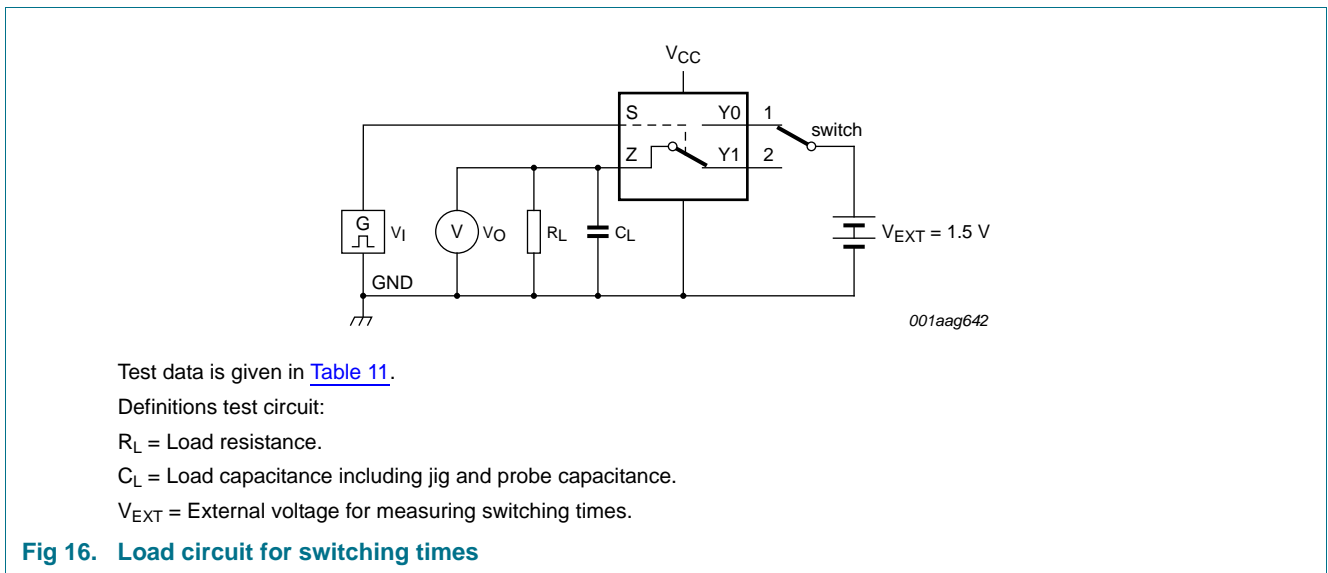 VCC
S Y0 1
switch
Z Y1 2
G VI V VO RL CL VEXT = 1.5 V
GND
001aag642
Test data is given in Table 11.
Definitions test circuit:
RL = Load resistance.
CL = Load capacitance including jig and probe capacitance.
VEXT = External voltage for measuring switching times.
Fig 16. Load circuit for switching times